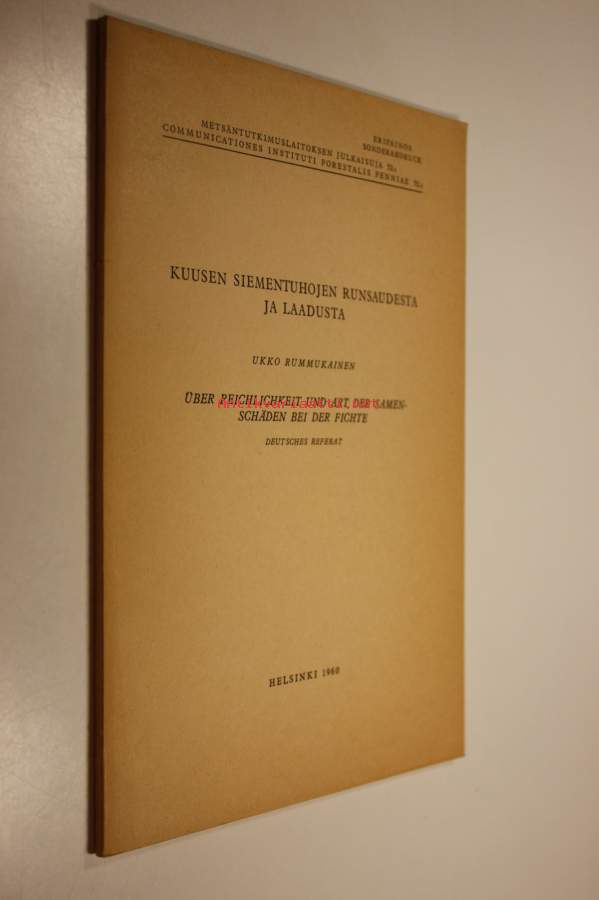 ERIPAINOS
SONDERABDRUCK
METSÄNTUTKIMUSLAITOKSEN JULKAISUJA
COMMUNICATIONES INSTITUTI FORESTALIS FENNIAE
KUUSEN SIEMENTUHOJEN RUNSAUDESTA
JA LAADUSTA
UKKO RUMMUKAINEN
ÜBER REICHLICHKEIT UND ART DER SAMEN-
SCHÄDEN BEI DER FICHTE
DEUTSCHES REFERAT
HELSINKI 1960